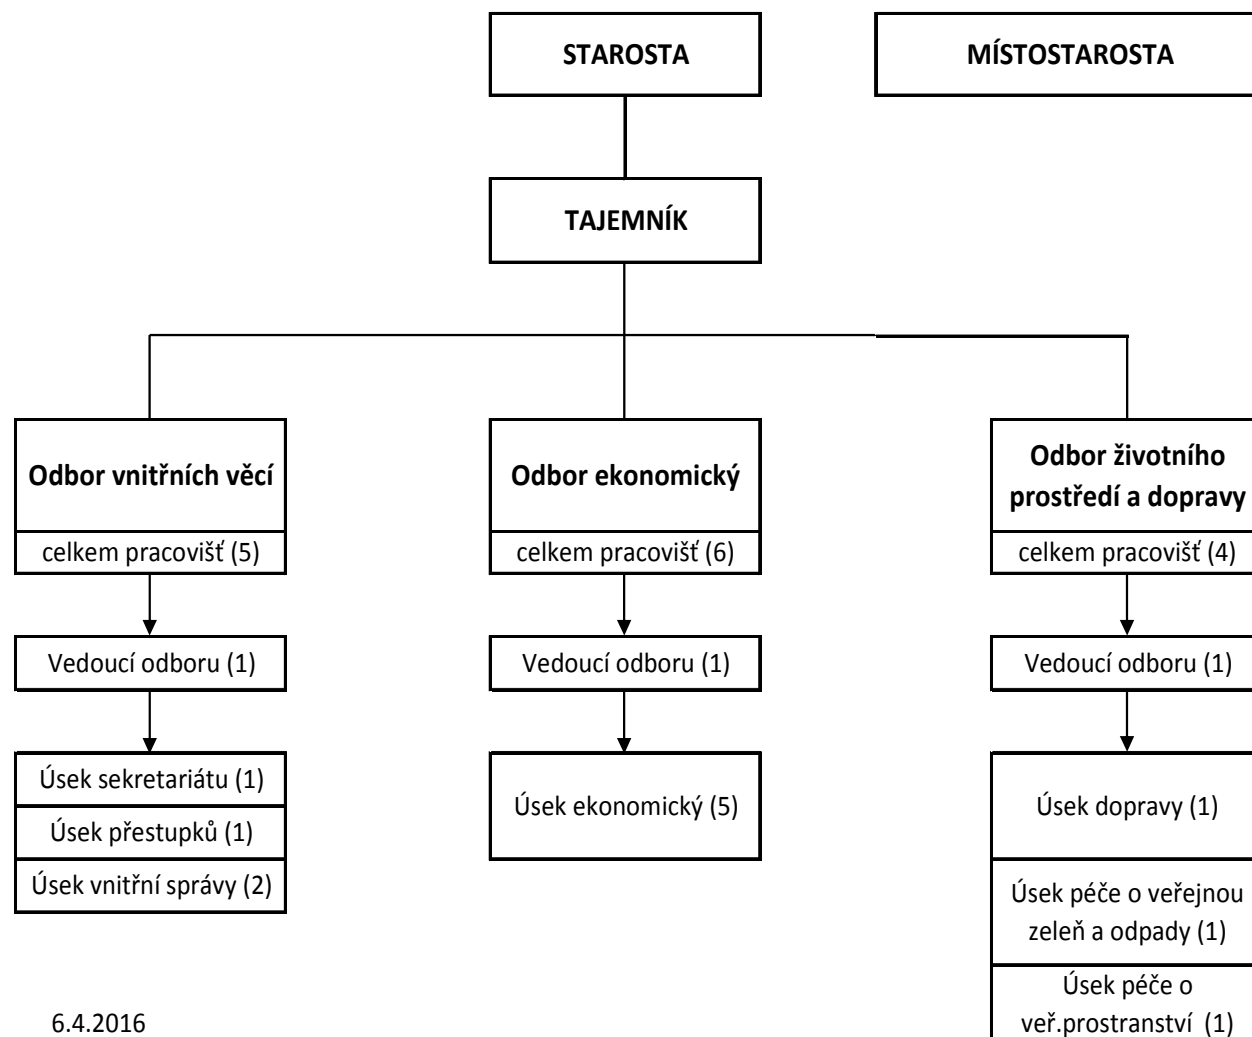 STAROSTA
MÍSTOSTAROSTA
TAJEMNÍK
Odbor vnitřních věcí
celkem pracovišť (5)
Vedoucí odboru (1)
Úsek sekretariátu (1)
Úsek přestupků (1)
Úsek vnitřní správy (2)
Odbor ekonomický
celkem pracovišť (6)
Vedoucí odboru (1)
Úsek ekonomický (5)
Odbor životního
prostředí a dopravy
celkem pracovišť (4)
Vedoucí odboru (1)
Úsek dopravy (1)
Úsek péče o veřejnou
zeleň a odpady (1)
Úsek péče o
veř.prostranství (1)
6.4.2016